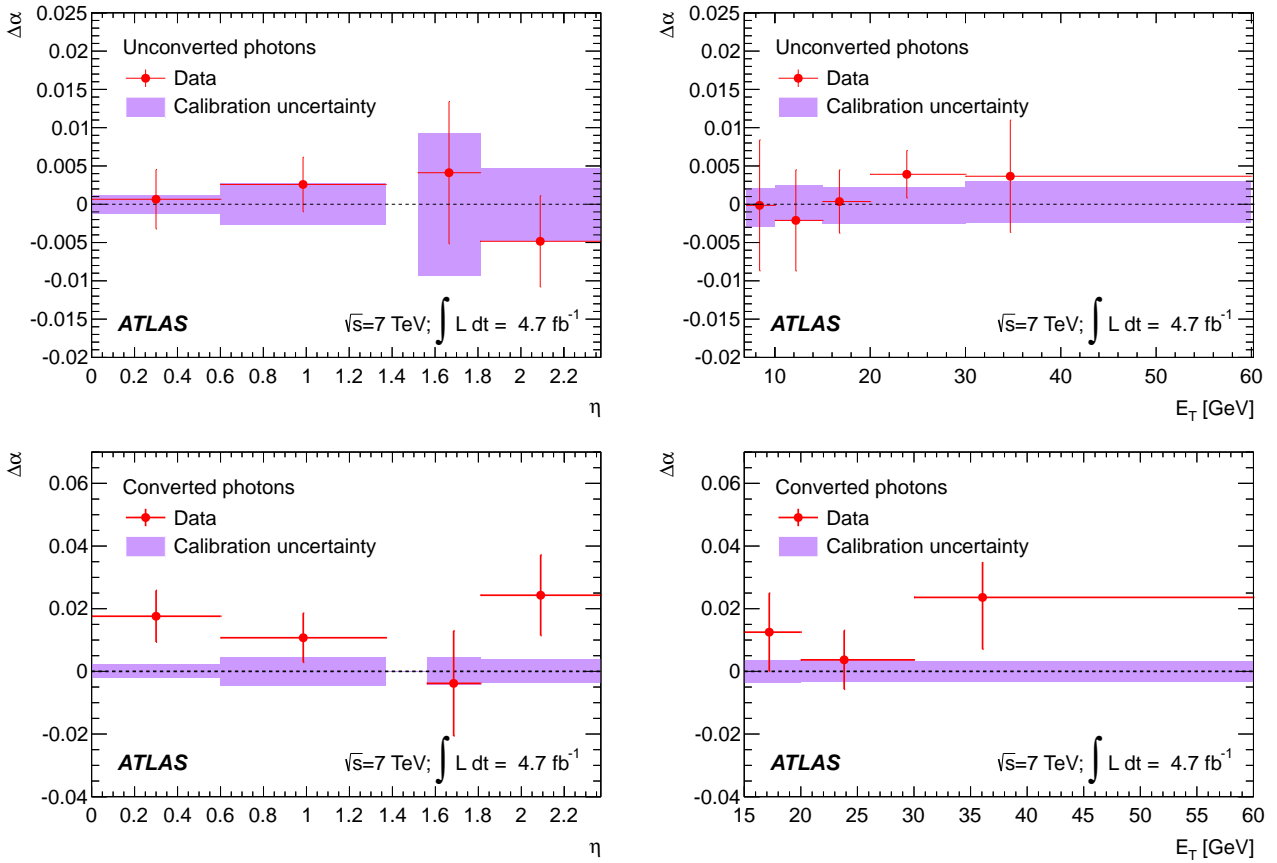 Δα
0.025
0.02
0.015
0.01
0.005
0
-0.005
-0.01
-0.015
-0.02
Unconverted photons
Data
Calibration uncertainty
ATLAS
√s=7 TeV; ∫ L dt = 4.7 fb⁻¹
0 0.2 0.4 0.6 0.8 1 1.2 1.4 1.6 1.8 2 2.2
η
Δα
0.025
0.02
0.015
0.01
0.005
0
-0.005
-0.01
-0.015
-0.02
Unconverted photons
Data
Calibration uncertainty
ATLAS
√s=7 TeV; ∫ L dt = 4.7 fb⁻¹
10 20 30 40 50 60
E_T [GeV]
Δα
0.06
0.04
0.02
0
-0.02
-0.04
Converted photons
Data
Calibration uncertainty
ATLAS
√s=7 TeV; ∫ L dt = 4.7 fb⁻¹
0 0.2 0.4 0.6 0.8 1 1.2 1.4 1.6 1.8 2 2.2
η
Δα
0.06
0.04
0.02
0
-0.02
-0.04
Converted photons
Data
Calibration uncertainty
ATLAS
√s=7 TeV; ∫ L dt = 4.7 fb⁻¹
15 20 25 30 35 40 45 50 55 60
E_T [GeV]